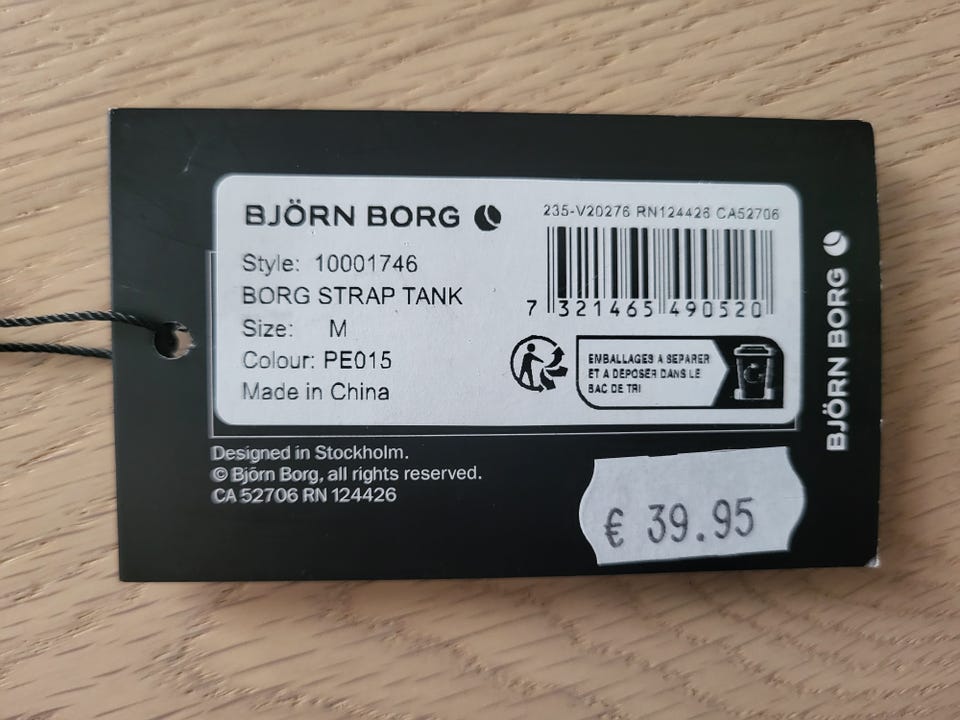 BJÖRN BORG
235-V20276 RN124426 CA52706
Style: 10001746
BORG STRAP TANK
Size: M
Colour: PE015
Made in China
7 321465 490520
EMBALLAGES À SÉPARER
ET À DÉPOSER DANS LE
BAC DE TRI
Designed in Stockholm.
© Björn Borg, all rights reserved.
CA 52706 RN 124426
€ 39.95
BJÖRN BORG